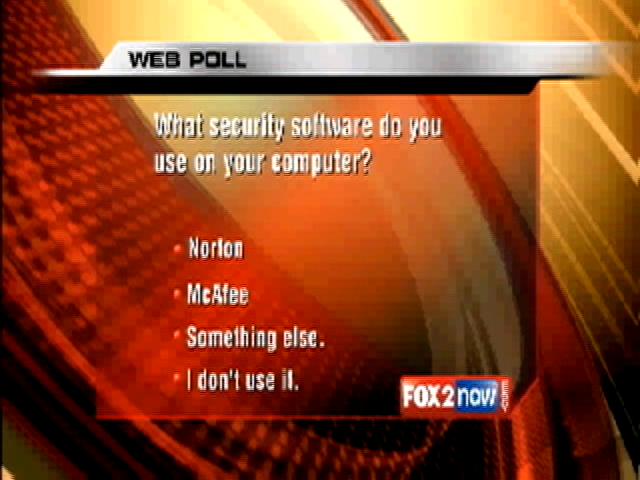 WEB POLL
What security software do you
use on your computer?
• Norton
• McAfee
• Something else.
• I don't use it.
FOX2now.com